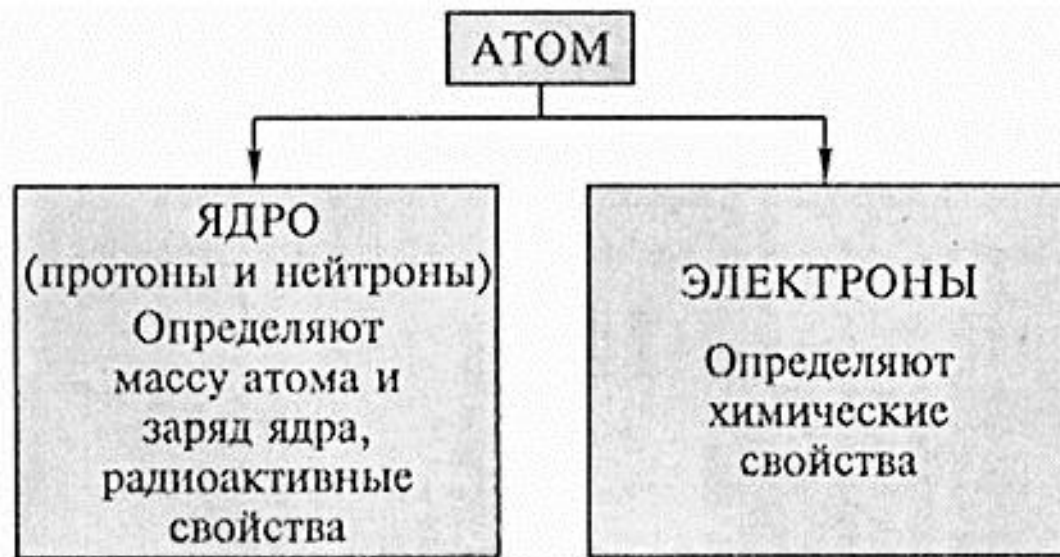 АТОМ
ЯДРО
(протоны и нейтроны)
Определяют
массу атома и
заряд ядра,
радиоактивные
свойства
ЭЛЕКТРОНЫ
Определяют
химические
свойства